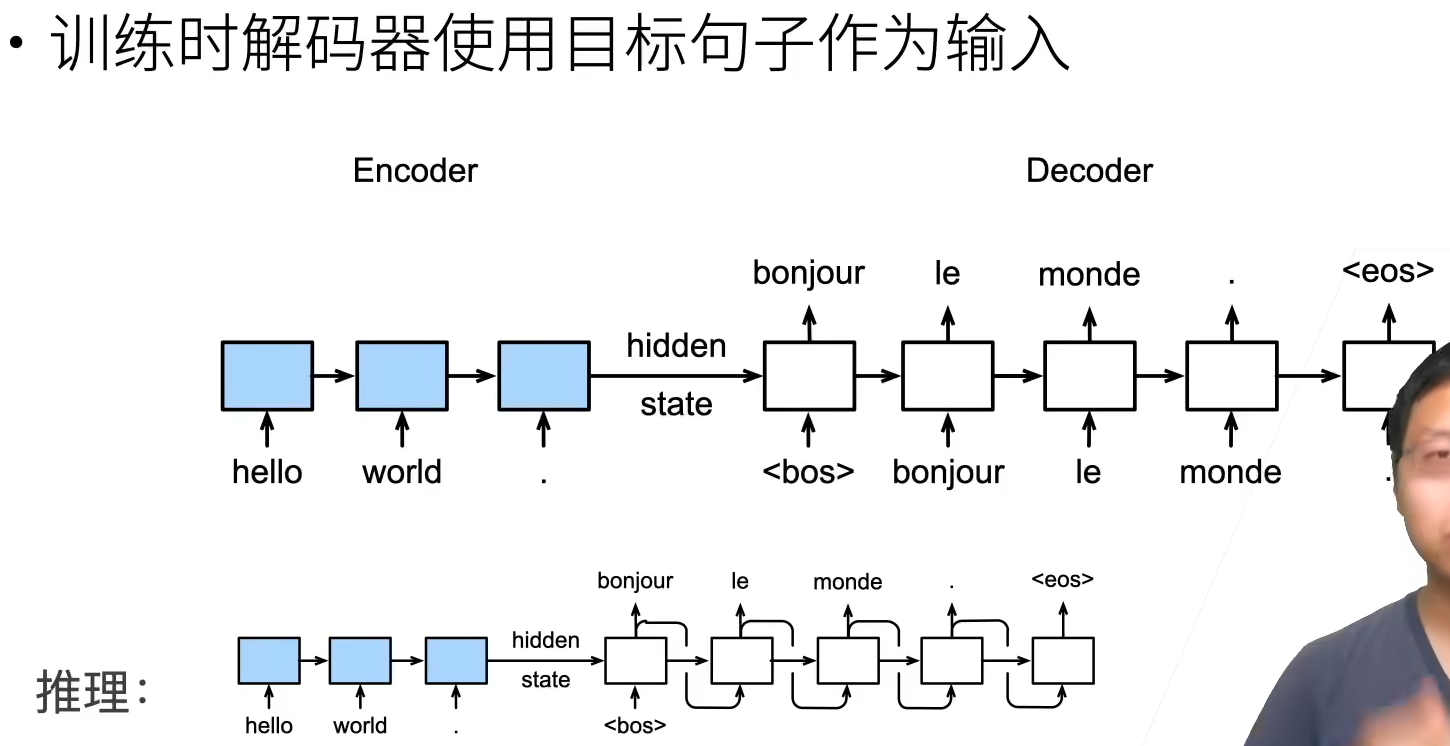 • 训练时解码器使用目标句子作为输入
Encoder Decoder
bonjour le monde . <eos>
hidden
state
hello world . <bos> bonjour le monde .
bonjour le monde . <eos>
hidden
state
推理：
hello world . <bos>